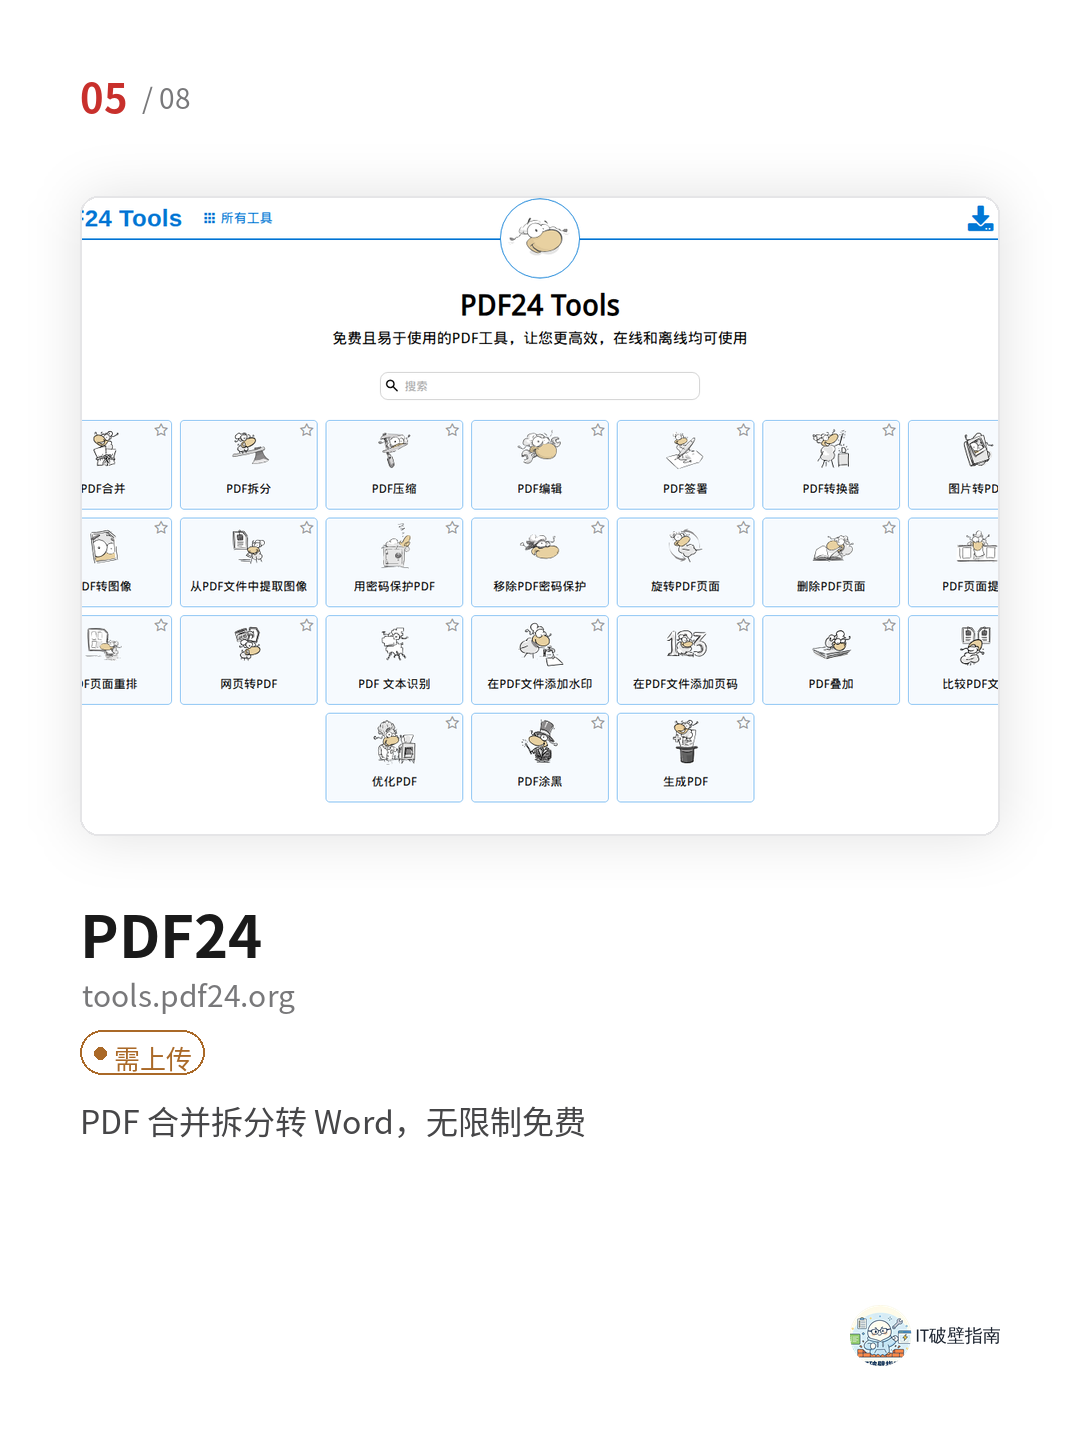 05 / 08
F24 Tools
所有工具
PDF24 Tools
免费且易于使用的PDF工具，让您更高效，在线和离线均可使用
搜索
PDF合并
PDF拆分
PDF压缩
PDF编辑
PDF签署
PDF转换器
图片转PD
DF转图像
从PDF文件中提取图像
用密码保护PDF
移除PDF密码保护
旋转PDF页面
删除PDF页面
PDF页面提
F页面重排
网页转PDF
PDF 文本识别
在PDF文件添加水印
在PDF文件添加页码
PDF叠加
比较PDF文
123
优化PDF
PDF涂黑
生成PDF
PDF24
tools.pdf24.org
需上传
PDF 合并拆分转 Word，无限制免费
IT破壁指南